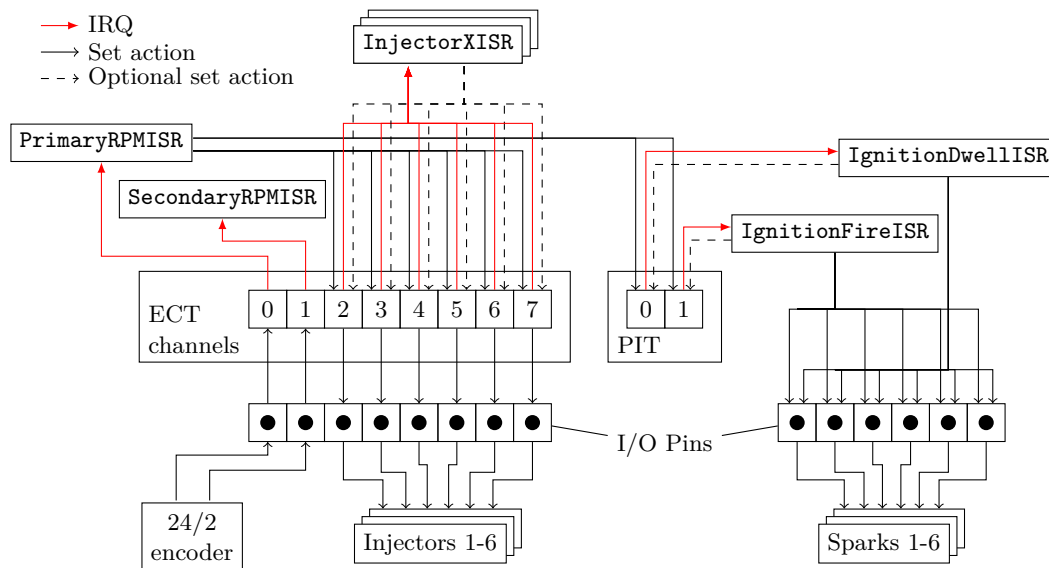 IRQ
Set action
Optional set action
InjectorXISR
PrimaryRPMISR
IgnitionDwellISR
SecondaryRPMISR
IgnitionFireISR
ECT
channels
0 1 2 3 4 5 6 7
0 1
PIT
I/O Pins
24/2
encoder
Injectors 1-6
Sparks 1-6